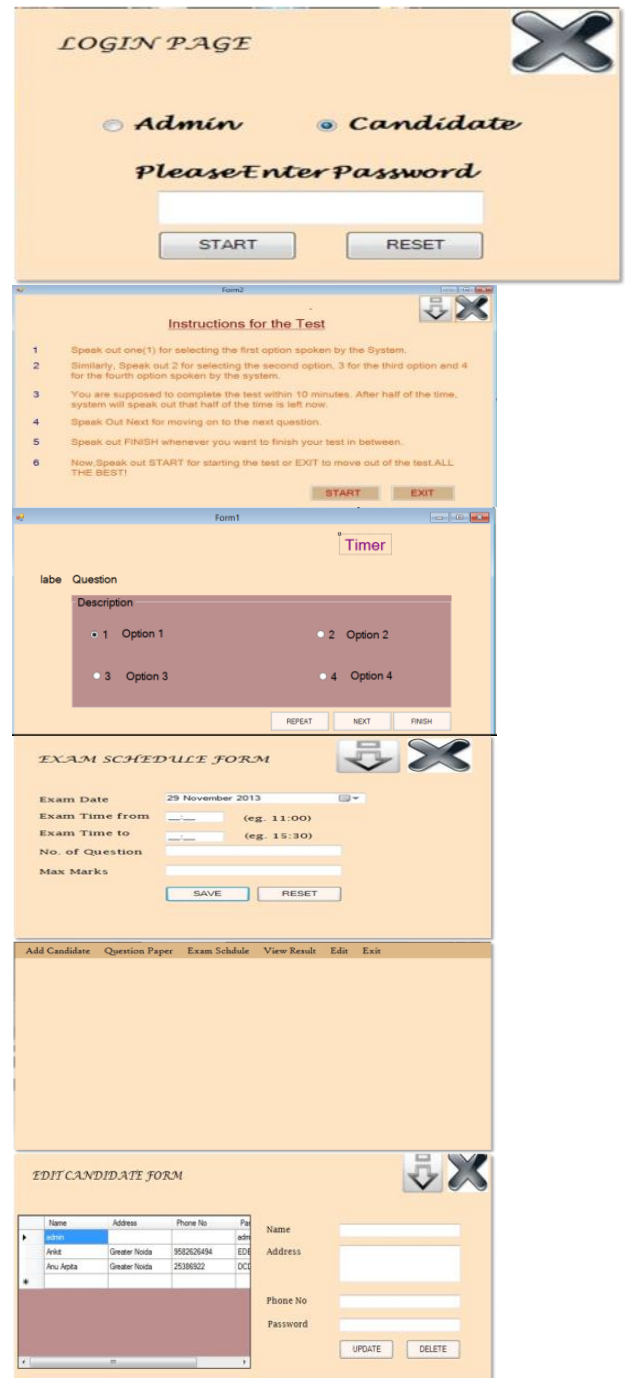 LOGIN PAGE
Admin Candidate
PleaseEnterPassword
START RESET
Form2
Instructions for the Test
1 Speak out one(1) for selecting the first option spoken by the System.
2 Similarly, Speak out 2 for selecting the second option, 3 for the third option and 4
for the fourth option spoken by the system.
3 You are supposed to complete the test within 10 minutes. After half of the time,
system will speak out that half of the time is left now.
4 Speak Out Next for moving on to the next question.
5 Speak out FINISH whenever you want to finish your test in between.
6 Now,Speak out START for starting the test or EXIT to move out of the test.ALL
THE BEST!
START EXIT
Form1
Timer
labe Question
Description
1 Option 1 2 Option 2
3 Option 3 4 Option 4
REPEAT NEXT FINISH
EXAM SCHEDULE FORM
Exam Date 29 November 2013
Exam Time from __:__ (eg. 11:00)
Exam Time to __:__ (eg. 15:30)
No. of Question
Max Marks
SAVE RESET
Add Candidate Question Paper Exam Schdule View Result Edit Exit
EDIT CANDIDATE FORM
Name Address Phone No Pas
admin adm
Ankit Greater Noida 9582626494 EDE
Anu Arpita Greater Noida 25386922 DCD
Name
Address
Phone No
Password
UPDATE DELETE